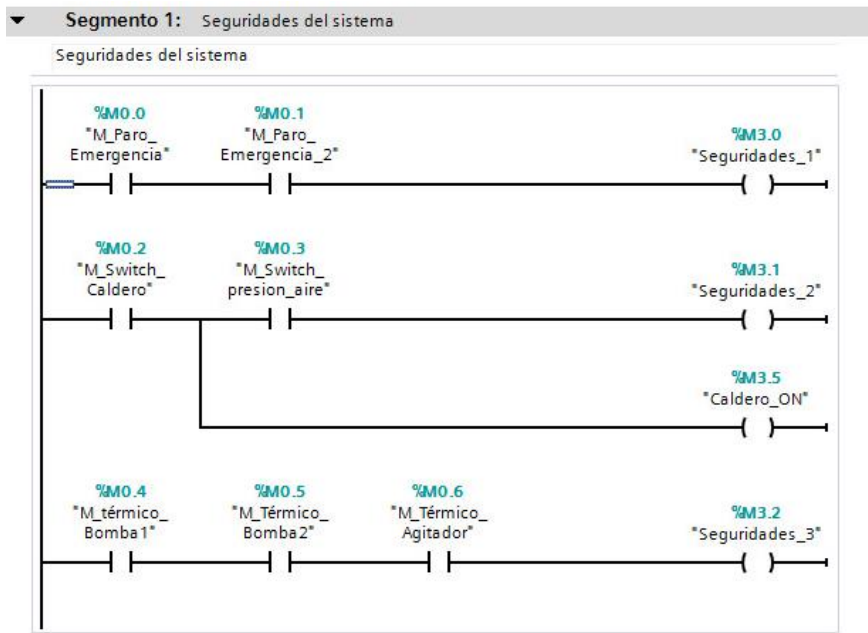 Segmento 1: Seguridades del sistema
Seguridades del sistema
%M0.0
"M_Paro_
Emergencia"
%M0.1
"M_Paro_
Emergencia_2"
%M3.0
"Seguridades_1"
%M0.2
"M_Switch_
Caldero"
%M0.3
"M_Switch_
presion_aire"
%M3.1
"Seguridades_2"
%M3.5
"Caldero_ON"
%M0.4
"M_térmico_
Bomba1"
%M0.5
"M_Térmico_
Bomba2"
%M0.6
"M_Térmico_
Agitador"
%M3.2
"Seguridades_3"